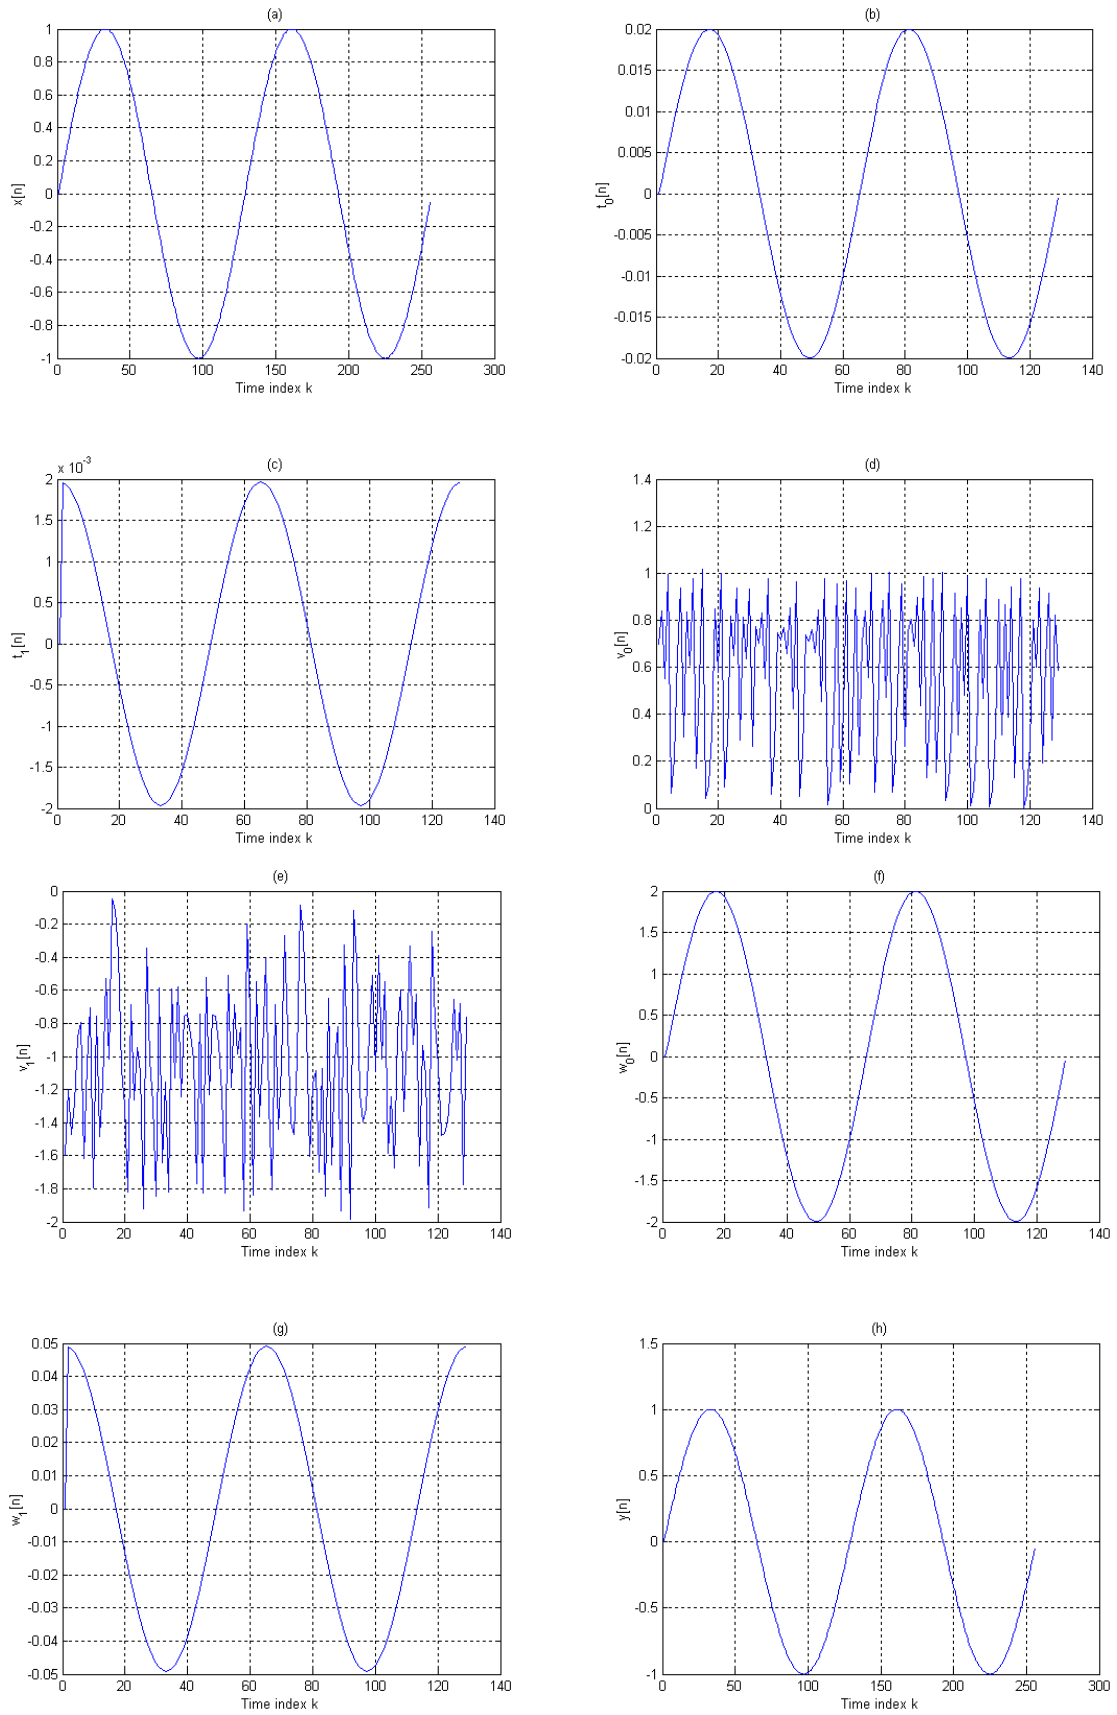 (a)
1
0.8
0.6
0.4
0.2
0
-0.2
-0.4
-0.6
-0.8
-1
x[n]
0 50 100 150 200 250 300
Time index k
(b)
0.02
0.015
0.01
0.005
0
-0.005
-0.01
-0.015
-0.02
t0[n]
0 20 40 60 80 100 120 140
Time index k
(c)
x 10-3
2
1.5
1
0.5
0
-0.5
-1
-1.5
-2
t1[n]
0 20 40 60 80 100 120 140
Time index k
(d)
1.4
1.2
1
0.8
0.6
0.4
0.2
0
v0[n]
0 20 40 60 80 100 120 140
Time index k
(e)
0
-0.2
-0.4
-0.6
-0.8
-1
-1.2
-1.4
-1.6
-1.8
-2
v1[n]
0 20 40 60 80 100 120 140
Time index k
(f)
2
1.5
1
0.5
0
-0.5
-1
-1.5
-2
w0[n]
0 20 40 60 80 100 120 140
Time index k
(g)
0.05
0.04
0.03
0.02
0.01
0
-0.01
-0.02
-0.03
-0.04
-0.05
w1[n]
0 20 40 60 80 100 120 140
Time index k
(h)
1.5
1
0.5
0
-0.5
-1
y[n]
0 50 100 150 200 250 300
Time index k